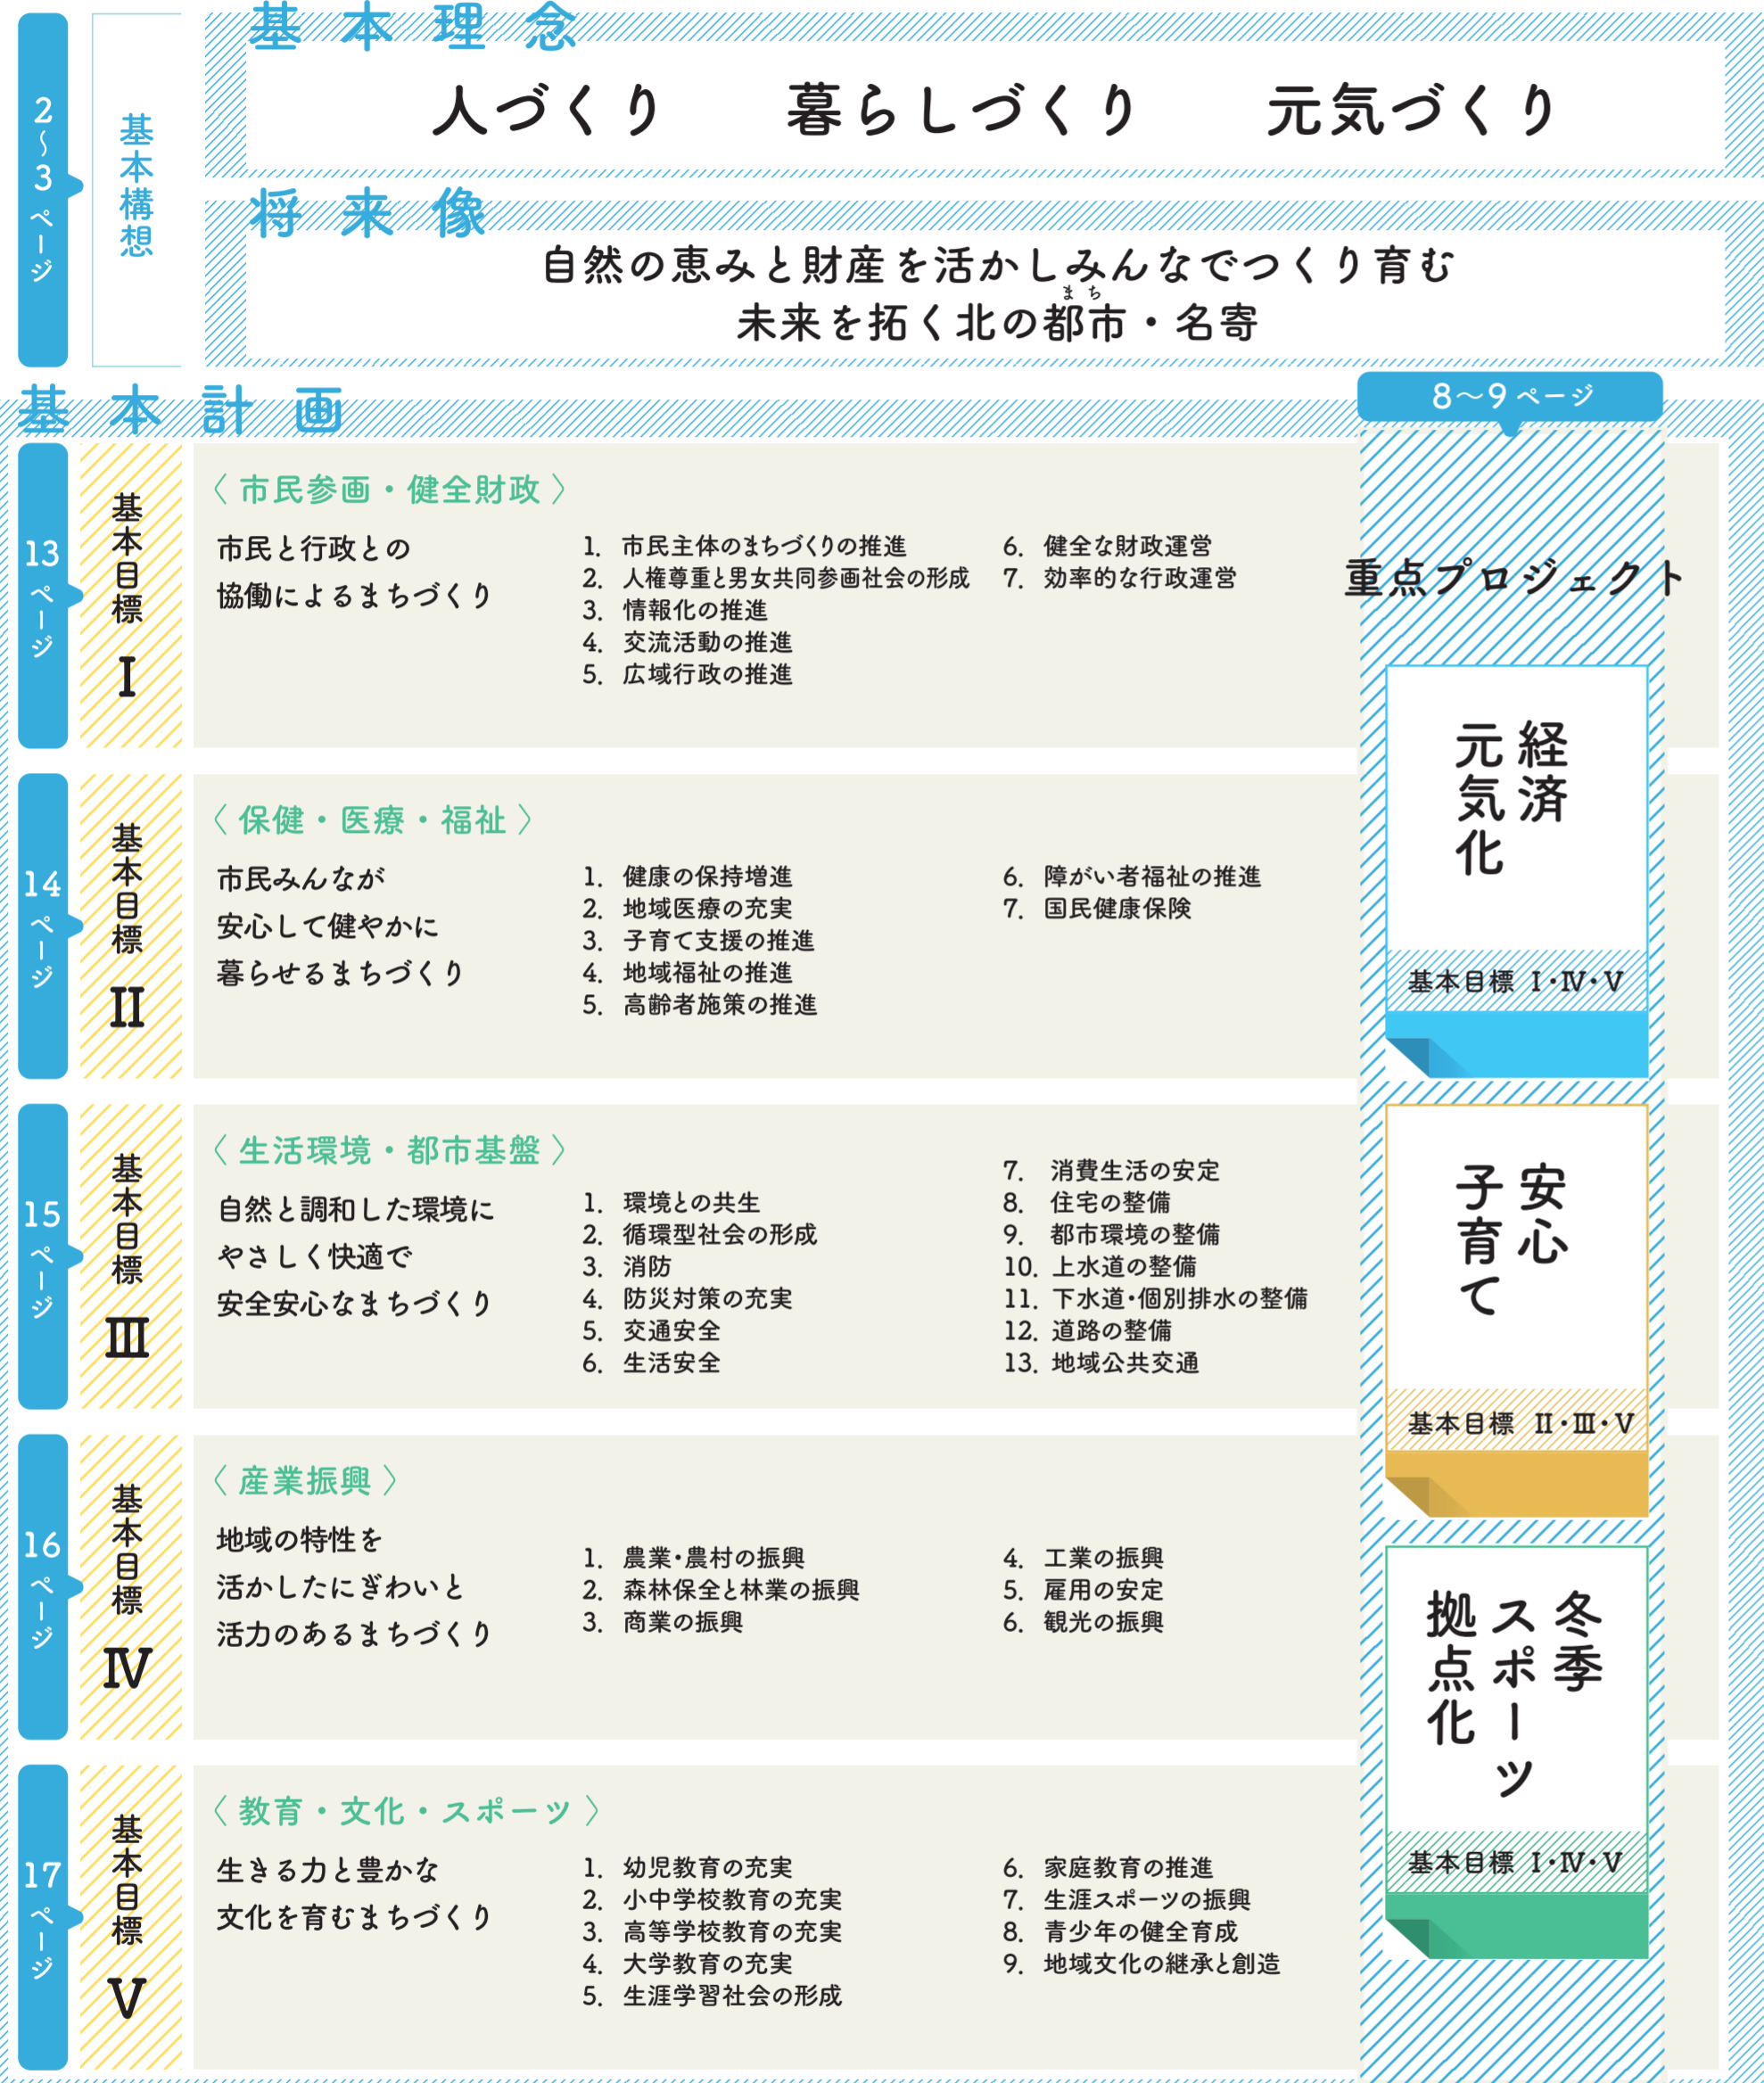 2〜3ページ
基本構想
基本理念
人づくり　暮らしづくり　元気づくり
将来像
自然の恵みと財産を活かしみんなでつくり育む
まち
未来を拓く北の都市・名寄
基本計画
8〜9ページ
重点プロジェクト
13ページ
基本目標 Ⅰ
〈市民参画・健全財政〉
市民と行政との
協働によるまちづくり
1. 市民主体のまちづくりの推進
2. 人権尊重と男女共同参画社会の形成
3. 情報化の推進
4. 交流活動の推進
5. 広域行政の推進
6. 健全な財政運営
7. 効率的な行政運営
14ページ
基本目標 Ⅱ
〈保健・医療・福祉〉
市民みんなが
安心して健やかに
暮らせるまちづくり
1. 健康の保持増進
2. 地域医療の充実
3. 子育て支援の推進
4. 地域福祉の推進
5. 高齢者施策の推進
6. 障がい者福祉の推進
7. 国民健康保険
15ページ
基本目標 Ⅲ
〈生活環境・都市基盤〉
自然と調和した環境に
やさしく快適で
安全安心なまちづくり
1. 環境との共生
2. 循環型社会の形成
3. 消防
4. 防災対策の充実
5. 交通安全
6. 生活安全
7. 消費生活の安定
8. 住宅の整備
9. 都市環境の整備
10. 上水道の整備
11. 下水道・個別排水の整備
12. 道路の整備
13. 地域公共交通
16ページ
基本目標 Ⅳ
〈産業振興〉
地域の特性を
活かしたにぎわいと
活力のあるまちづくり
1. 農業・農村の振興
2. 森林保全と林業の振興
3. 商業の振興
4. 工業の振興
5. 雇用の安定
6. 観光の振興
17ページ
基本目標 Ⅴ
〈教育・文化・スポーツ〉
生きる力と豊かな
文化を育むまちづくり
1. 幼児教育の充実
2. 小中学校教育の充実
3. 高等学校教育の充実
4. 大学教育の充実
5. 生涯学習社会の形成
6. 家庭教育の推進
7. 生涯スポーツの振興
8. 青少年の健全育成
9. 地域文化の継承と創造
経済
元気化
基本目標 Ⅰ・Ⅳ・Ⅴ
安心
子育て
基本目標 Ⅱ・Ⅲ・Ⅴ
冬季
スポーツ
拠点化
基本目標 Ⅰ・Ⅳ・Ⅴ